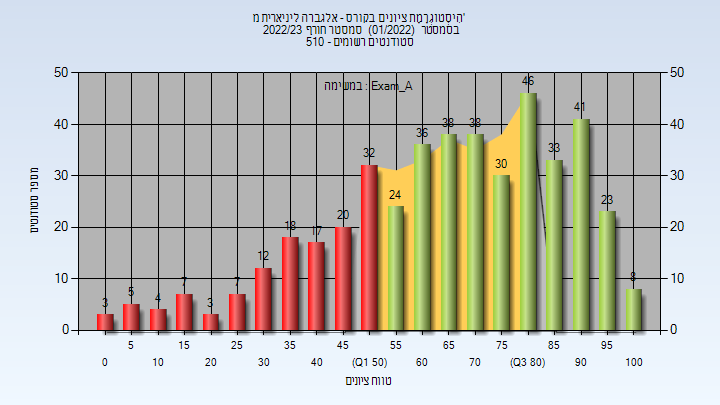 היסטוגרמת ציונים בקורס - אלגברה ליניארית מ'
בסמסטר (01/2022) סמסטר חורף 2022/23
סטודנטים רשומים - 510
במשימה : Exam_A
מספר סטודנטים
50 50
40 40
30 30
20 20
10 10
0 0
3 5 4 7 3 7 12 18 17 20 32 24 36 38 38 30 46 33 41 23 8
5 15 25 35 45 55 65 75 85 95
0 10 20 30 40 (Q1 50) 60 70 (Q3 80) 90 100
טווח ציונים